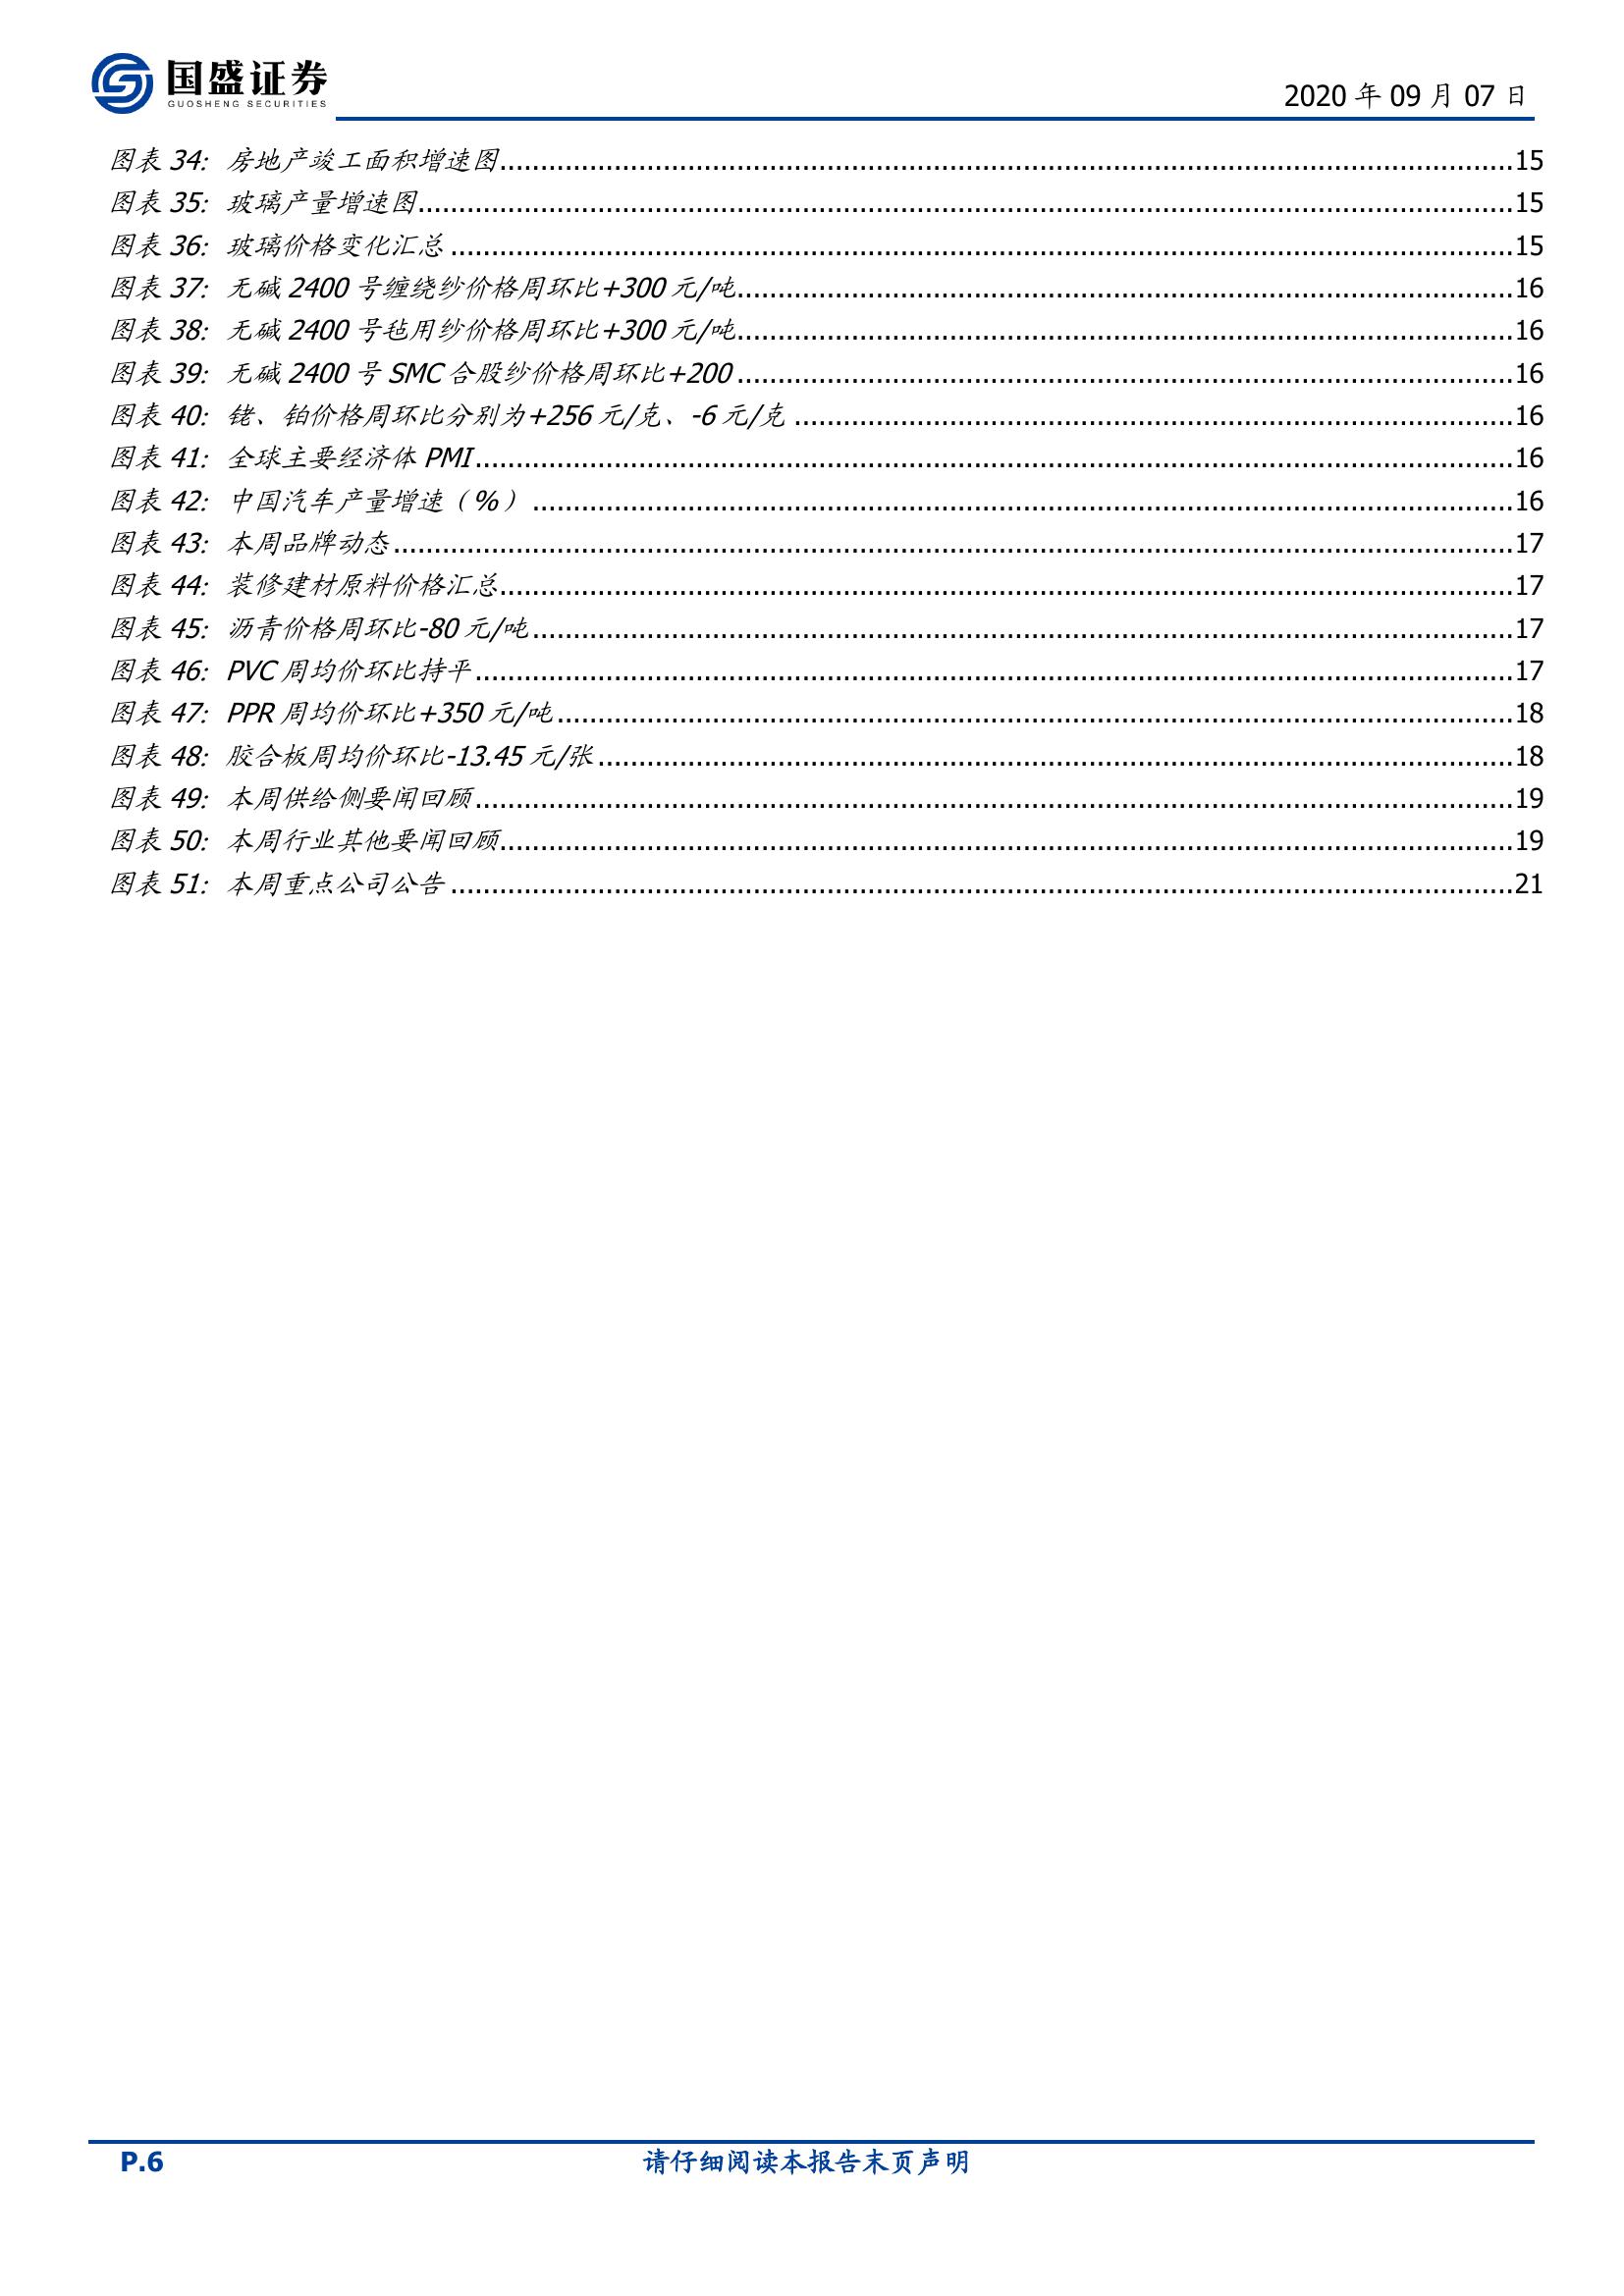 国盛证券
GUOSHENG SECURITIES
2020 年 09 月 07 日
图表 34: 房地产竣工面积增速图..........15
图表 35: 玻璃产量增速图..........15
图表 36: 玻璃价格变化汇总..........15
图表 37: 无碱 2400 号缠绕纱价格周环比+300 元/吨..........16
图表 38: 无碱 2400 号毡用纱价格周环比+300 元/吨..........16
图表 39: 无碱 2400 号 SMC 合股纱价格周环比+200..........16
图表 40: 铑、铂价格周环比分别为+256 元/克、-6 元/克..........16
图表 41: 全球主要经济体 PMI..........16
图表 42: 中国汽车产量增速（%）..........16
图表 43: 本周品牌动态..........17
图表 44: 装修建材原料价格汇总..........17
图表 45: 沥青价格周环比-80 元/吨..........17
图表 46: PVC 周均价环比持平..........17
图表 47: PPR 周均价环比+350 元/吨..........18
图表 48: 胶合板周均价环比-13.45 元/张..........18
图表 49: 本周供给侧要闻回顾..........19
图表 50: 本周行业其他要闻回顾..........19
图表 51: 本周重点公司公告..........21
P.6 请仔细阅读本报告末页声明